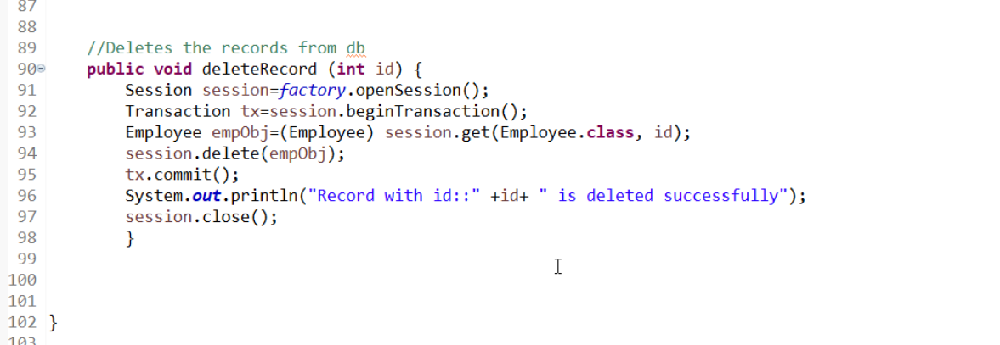 87
88
89 //Deletes the records from db
90 public void deleteRecord (int id) {
91 Session session=factory.openSession();
92 Transaction tx=session.beginTransaction();
93 Employee empObj=(Employee) session.get(Employee.class, id);
94 session.delete(empObj);
95 tx.commit();
96 System.out.println("Record with id::" +id+ " is deleted successfully");
97 session.close();
98 }
99
100
101
102 }
103